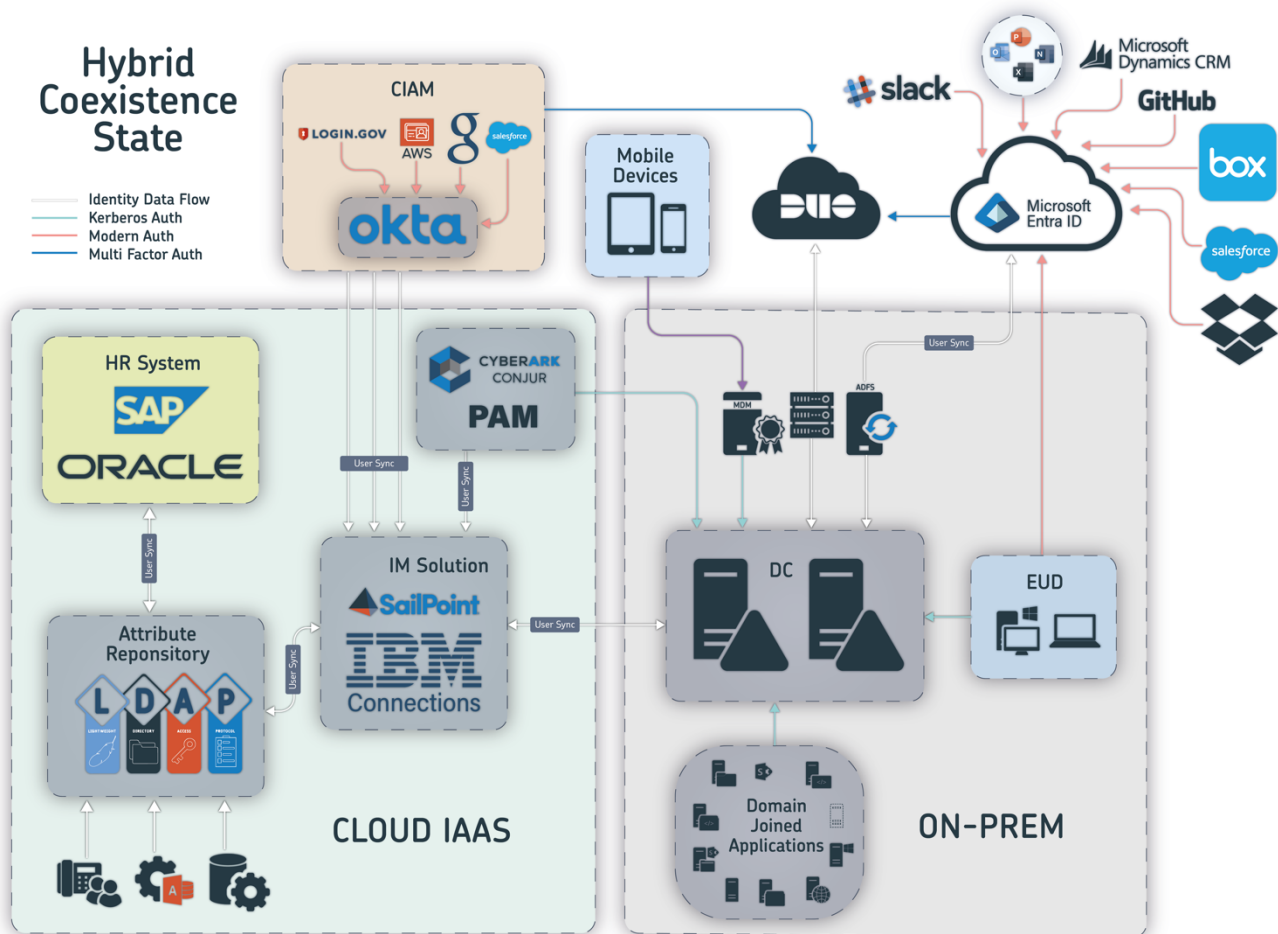 Hybrid
Coexistence
State
Identity Data Flow
Kerberos Auth
Modern Auth
Multi Factor Auth
CIAM
LOGIN.GOV
AWS
g
salesforce
okta
Mobile
Devices
DUO
slack
P
O
N
X
Microsoft
Dynamics CRM
GitHub
box
Microsoft
Entra ID
salesforce
HR System
SAP
ORACLE
CYBERARK
CONJUR
PAM
User Sync
User Sync
User Sync
User Sync
MDM
ADFS
IM Solution
SailPoint
IBM
Connections
User Sync
User Sync
DC
EUD
Attribute
Reponsitory
L D A P
LIGHTWEIGHT
DIRECTORY
ACCESS
PROTOCOL
A
CLOUD IAAS
S
Domain
Joined
Applications
ON-PREM